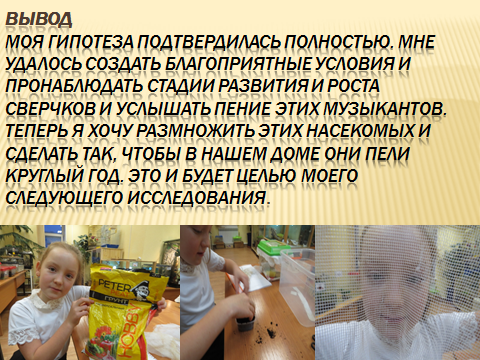 ВЫВОД
МОЯ ГИПОТЕЗА ПОДТВЕРДИЛАСЬ ПОЛНОСТЬЮ. МНЕ
УДАЛОСЬ СОЗДАТЬ БЛАГОПРИЯТНЫЕ УСЛОВИЯ И
ПРОНАБЛЮДАТЬ СТАДИИ РАЗВИТИЯ И РОСТА
СВЕРЧКОВ И УСЛЫШАТЬ ПЕНИЕ ЭТИХ МУЗЫКАНТОВ.
ТЕПЕРЬ Я ХОЧУ РАЗМНОЖИТЬ ЭТИХ НАСЕКОМЫХ И
СДЕЛАТЬ ТАК, ЧТОБЫ В НАШЕМ ДОМЕ ОНИ ПЕЛИ
КРУГЛЫЙ ГОД. ЭТО И БУДЕТ ЦЕЛЬЮ МОЕГО
СЛЕДУЮЩЕГО ИССЛЕДОВАНИЯ.
PETER
ГРУНТ